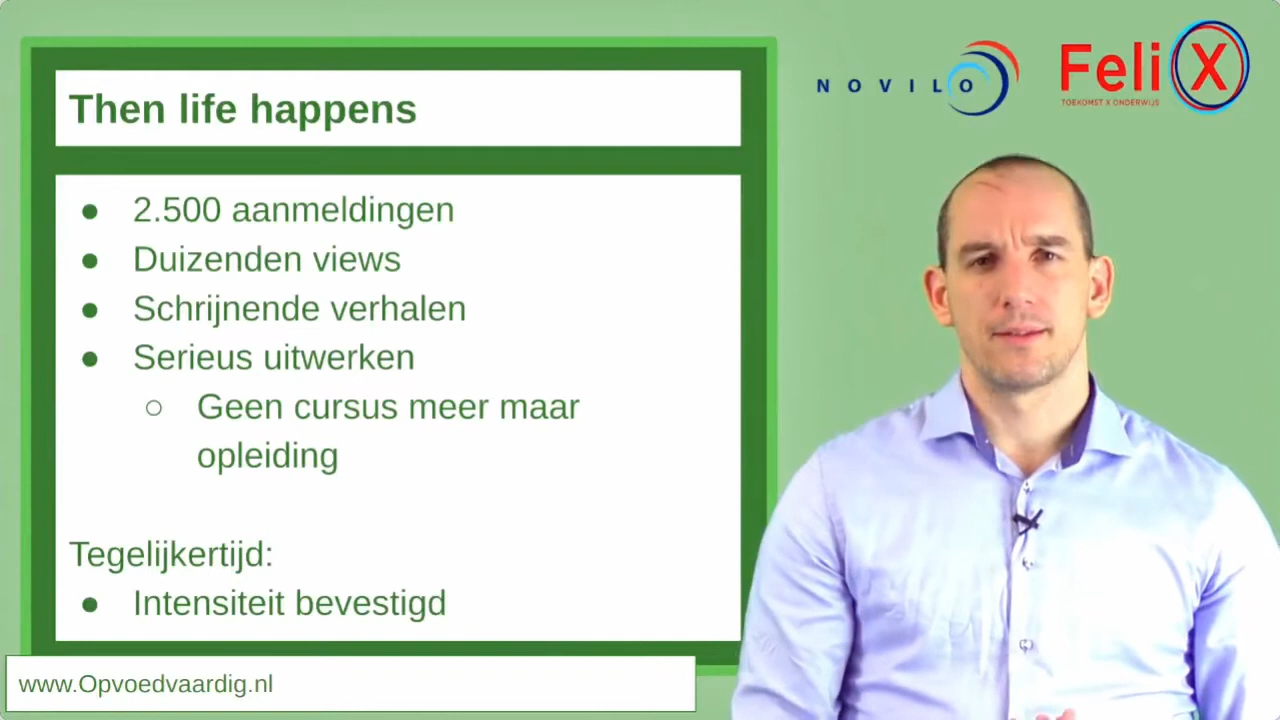 Then life happens
● 2.500 aanmeldingen
● Duizenden views
● Schrijnende verhalen
● Serieus uitwerken
○ Geen cursus meer maar
opleiding
Tegelijkertijd:
● Intensiteit bevestigd
www.Opvoedvaardig.nl
NOVILO
FeliX
TOEKOMST X ONDERWIJS